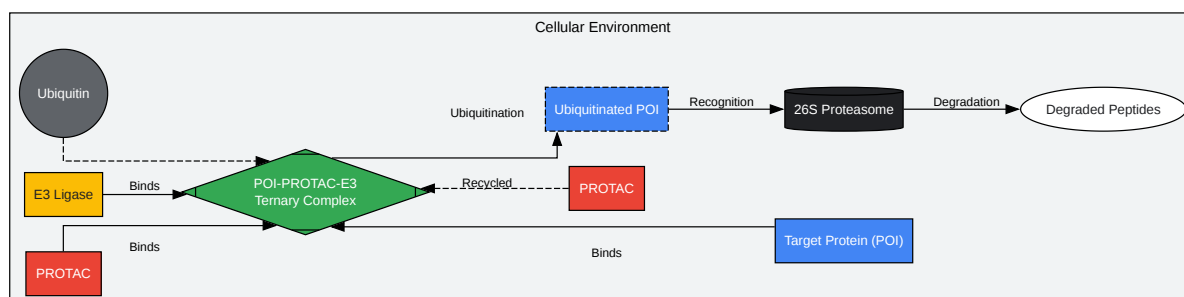 Cellular Environment
Ubiquitin
Ubiquitination
Ubiquitinated POI
Recognition
26S Proteasome
Degradation
Degraded Peptides
E3 Ligase
Binds
POI-PROTAC-E3
Ternary Complex
Recycled
PROTAC
PROTAC
Binds
Binds
Target Protein (POI)